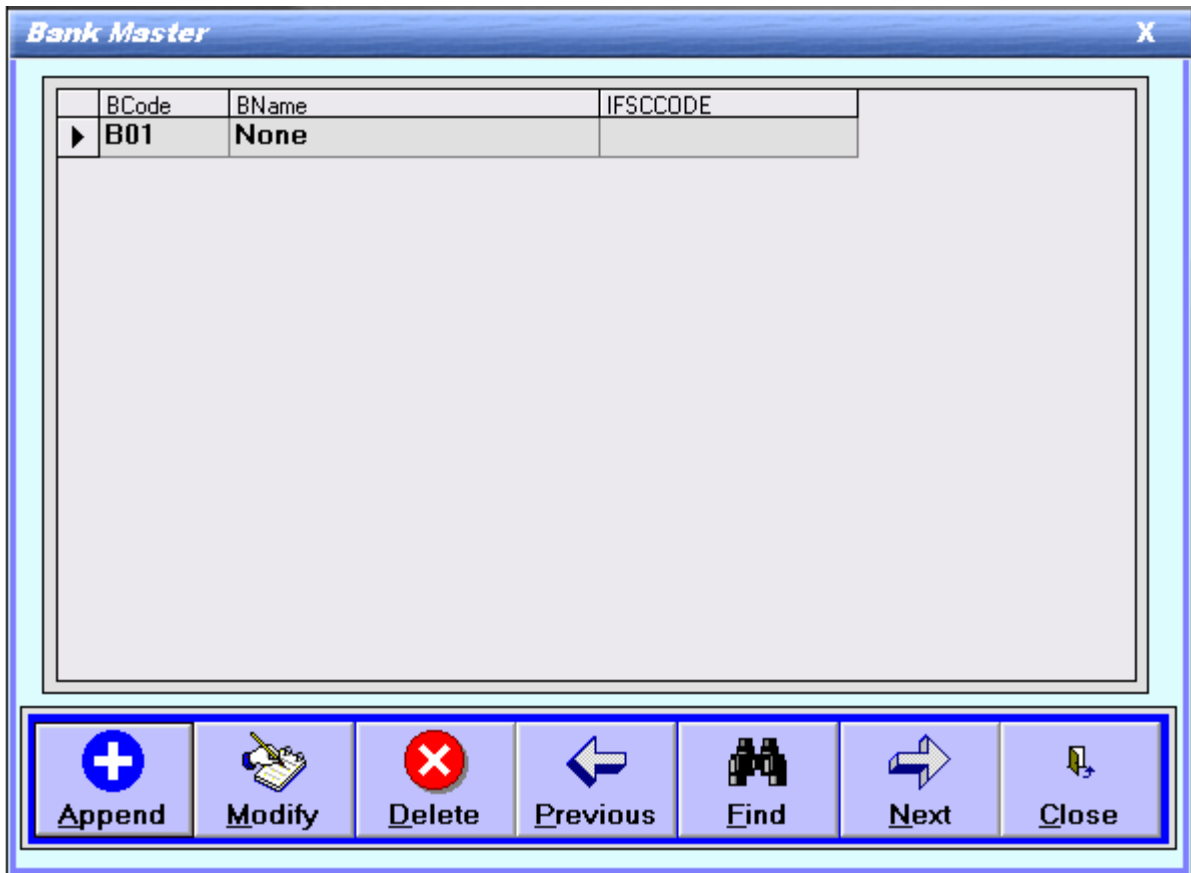 Bank Master X
BCode BName IFSCCODE
B01 None
Append Modify Delete Previous Find Next Close